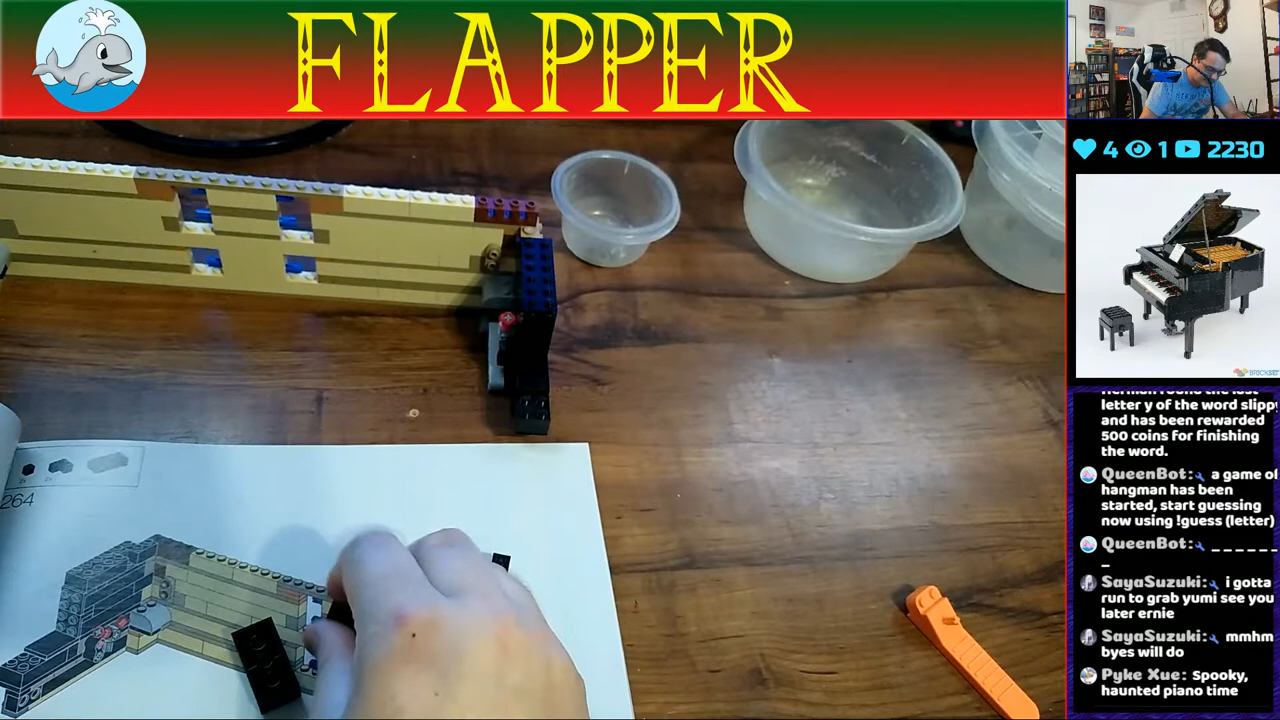 FLAPPER
4 1 2230
BRICKSET
letter y of the word slippy
and has been rewarded
500 coins for finishing
the word.
QueenBot: a game of
hangman has been
started, start guessing
now using !guess (letter)
QueenBot: _ _ _ _ _ _
_
SayaSuzuki: i gotta
run to grab yumi see you
later ernie
SayaSuzuki: mmhm
byes will do
Pyke Xue: Spooky,
haunted piano time
264